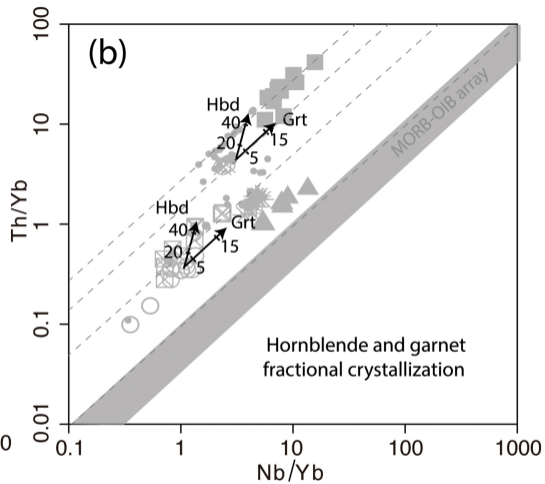 (b)
100
10
1
0.1
0.01
Th/Yb
Hbd
40
20
Grt
15
5
MORB-OIB array
Hbd
40
20
Grt
15
5
Hornblende and garnet
fractional crystallization
0
0.1
1
10
100
1000
Nb/Yb